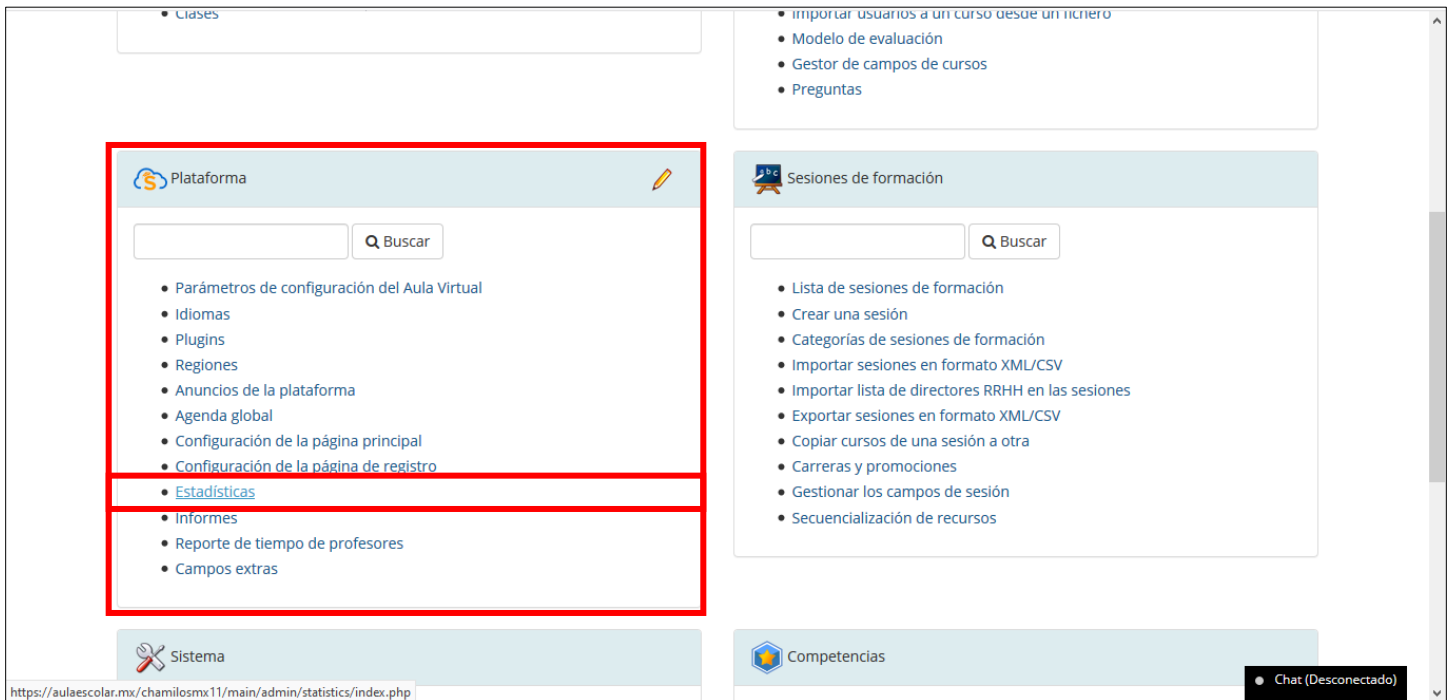 Clases
Importar usuarios a un curso desde un fichero
Modelo de evaluación
Gestor de campos de cursos
Preguntas
Plataforma
Buscar
Parámetros de configuración del Aula Virtual
Idiomas
Plugins
Regiones
Anuncios de la plataforma
Agenda global
Configuración de la página principal
Configuración de la página de registro
Estadísticas
Informes
Reporte de tiempo de profesores
Campos extras
abc
Sesiones de formación
Buscar
Lista de sesiones de formación
Crear una sesión
Categorías de sesiones de formación
Importar sesiones en formato XML/CSV
Importar lista de directores RRHH en las sesiones
Exportar sesiones en formato XML/CSV
Copiar cursos de una sesión a otra
Carreras y promociones
Gestionar los campos de sesión
Secuencialización de recursos
Sistema
Competencias
https://aulaescolar.mx/chamilosmx11/main/admin/statistics/index.php
Chat (Desconectado)